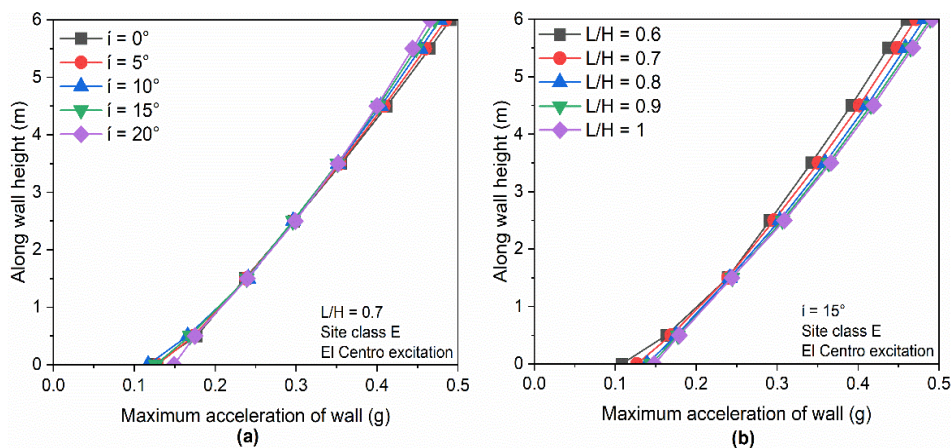 6
5
4
3
2
1
0
Along wall height (m)
í = 0°
í = 5°
í = 10°
í = 15°
í = 20°
L/H = 0.7
Site class E
El Centro excitation
0.0 0.1 0.2 0.3 0.4 0.5
Maximum acceleration of wall (g)
(a)
6
5
4
3
2
1
0
Along wall height (m)
L/H = 0.6
L/H = 0.7
L/H = 0.8
L/H = 0.9
L/H = 1
i = 15°
Site class E
El Centro excitation
0.0 0.1 0.2 0.3 0.4 0.5
Maximum acceleration of wall (g)
(b)